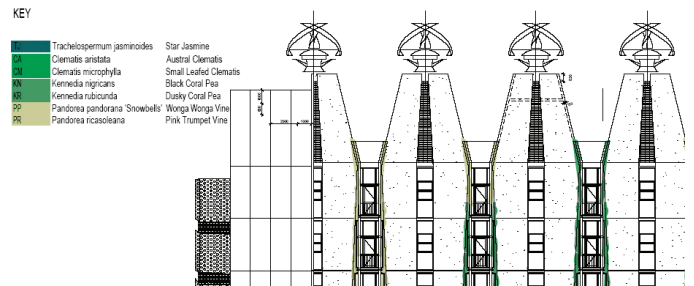 KEY
TJ Trachelospermum jasminoides Star Jasmine
CA Clematis aristata Austral Clematis
CM Clematis microphylla Small Leafed Clematis
KN Kennedia nigricans Black Coral Pea
KR Kennedia rubicunda Dusky Coral Pea
PP Pandorea pandorana 'Snowbells' Wonga Wonga Vine
PR Pandorea ricasoleana Pink Trumpet Vine